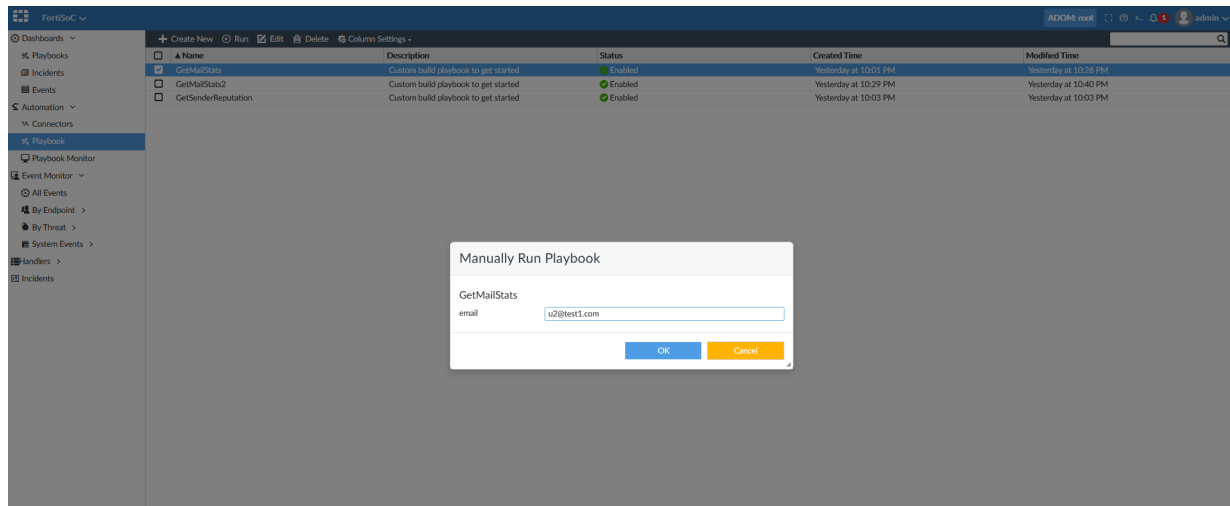 FortiSoC
ADOM: root
1
admin
Dashboards
Playbooks
Incidents
Events
Automation
Connectors
Playbook
Playbook Monitor
Event Monitor
All Events
By Endpoint >
By Threat >
System Events >
Handlers >
Incidents
+ Create New Run Edit Delete Column Settings
Name Description Status Created Time Modified Time
GetMailStats Custom build playbook to get started Enabled Yesterday at 10:01 PM Yesterday at 10:28 PM
GetMailStats2 Custom build playbook to get started Enabled Yesterday at 10:29 PM Yesterday at 10:40 PM
GetSenderReputation Custom build playbook to get started Enabled Yesterday at 10:03 PM Yesterday at 10:03 PM
Manually Run Playbook
GetMailStats
email u2@test1.com
OK Cancel